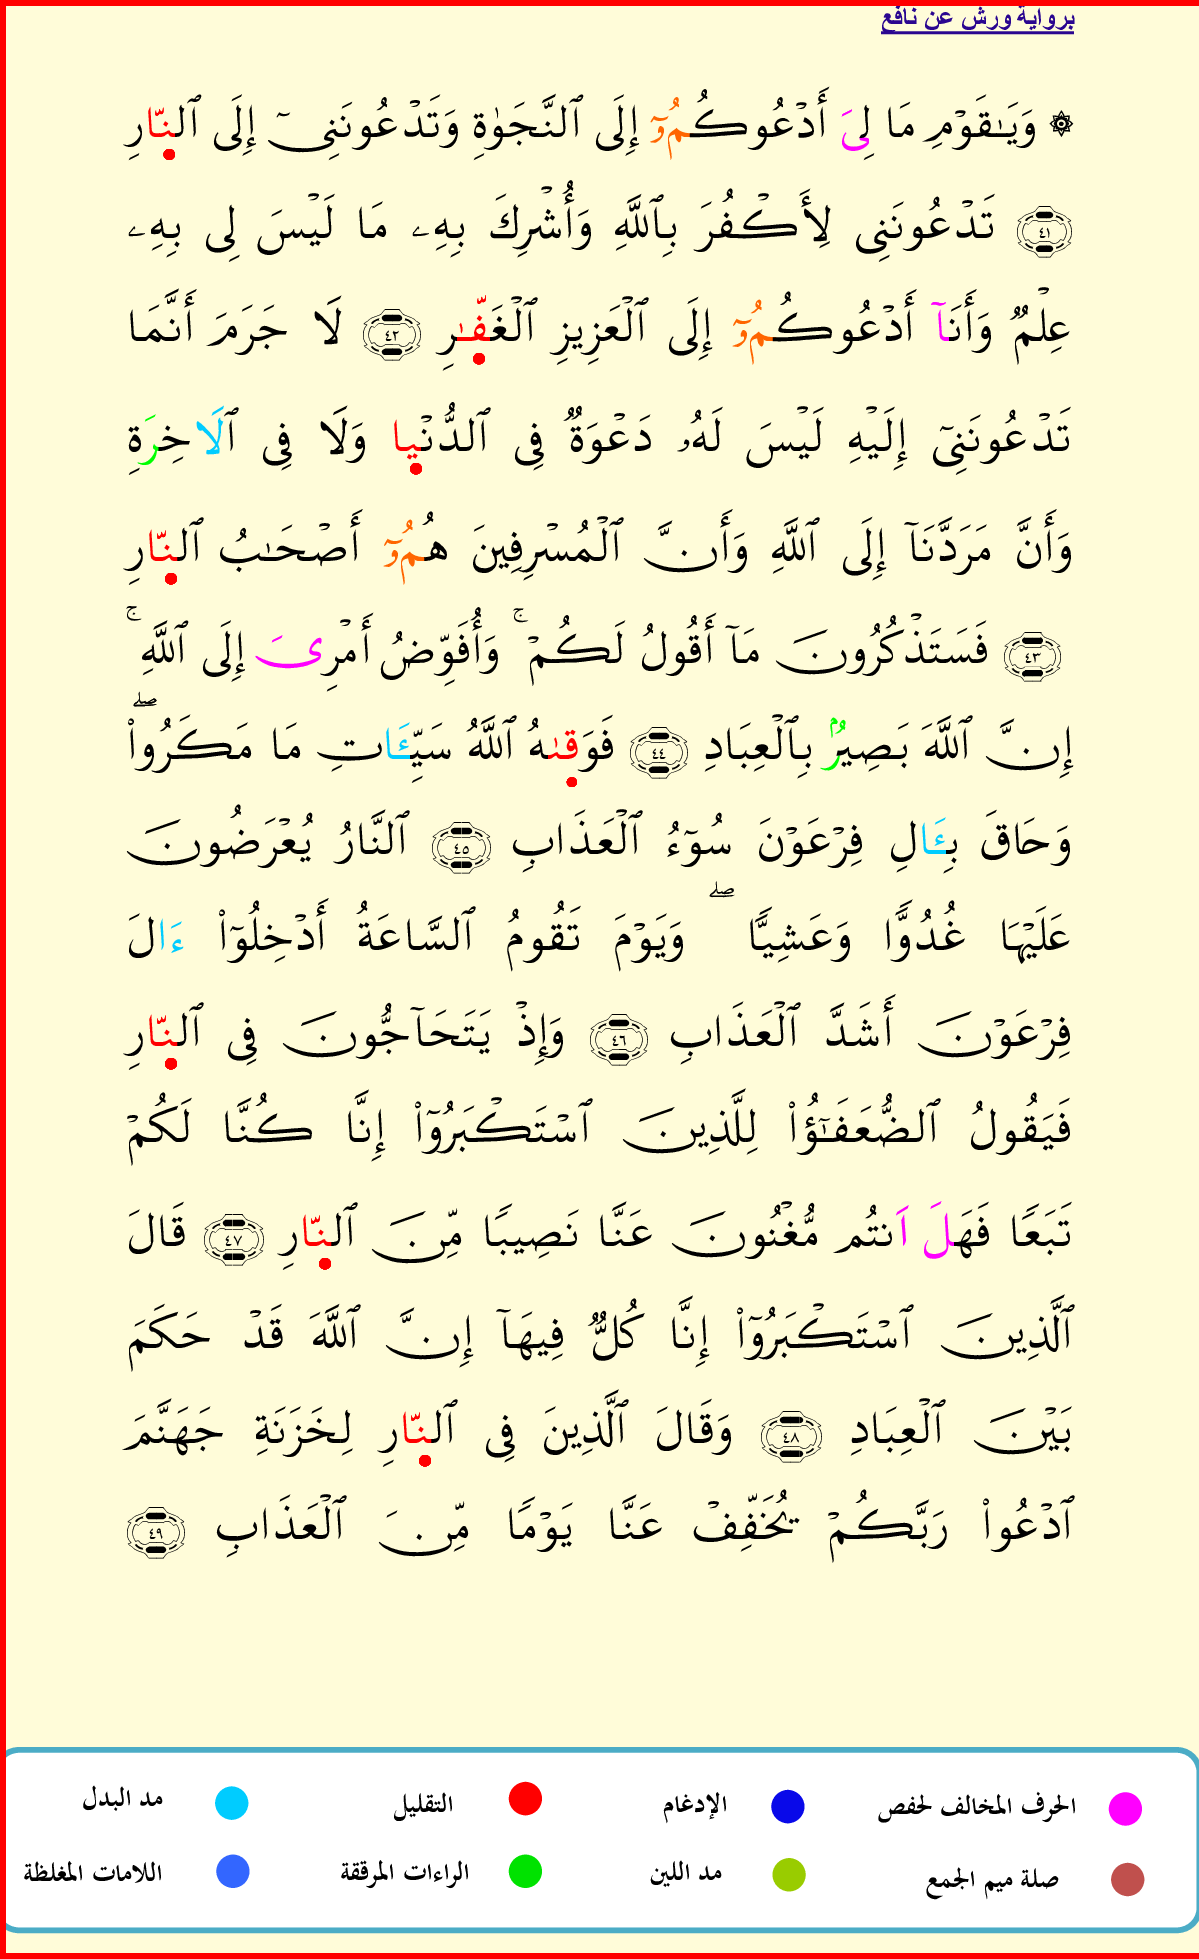 برواية ورش عن نافع
۞ وَيَٰقَوْمِ مَا لِىَ أَدْعُوكُمُوٓ إِلَى ٱلنَّجَوٰةِ وَتَدْعُونَنِىٓ إِلَى ٱلنّارِ
٤١ تَدْعُونَنِى لِأَكْفُرَ بِٱللَّهِ وَأُشْرِكَ بِهِۦ مَا لَيْسَ لِى بِهِۦ
عِلْمٌ وَأَنَآ أَدْعُوكُمُوٓ إِلَى ٱلْعَزِيزِ ٱلْغَفّٰرِ ٤٢ لَا جَرَمَ أَنَّمَا
تَدْعُونَنِىٓ إِلَيْهِ لَيْسَ لَهُۥ دَعْوَةٌ فِى ٱلدُّنْيا وَلَا فِى ٱلَاخِرَةِ
وَأَنَّ مَرَدَّنَآ إِلَى ٱللَّهِ وَأَنَّ ٱلْمُسْرِفِينَ هُمُوٓ أَصْحَٰبُ ٱلنّارِ
٤٣ فَسَتَذْكُرُونَ مَآ أَقُولُ لَكُمْ ۚ وَأُفَوِّضُ أَمْرِىَ إِلَى ٱللَّهِ ۚ
إِنَّ ٱللَّهَ بَصِيرٌۢ بِٱلْعِبَادِ ٤٤ فَوَقىٰهُ ٱللَّهُ سَيِّـَٔاتِ مَا مَكَرُوا۟ ۖ
وَحَاقَ بِـَٔالِ فِرْعَوْنَ سُوٓءُ ٱلْعَذَابِ ٤٥ ٱلنَّارُ يُعْرَضُونَ
عَلَيْهَا غُدُوًّا وَعَشِيًّا ۖ وَيَوْمَ تَقُومُ ٱلسَّاعَةُ أَدْخِلُوٓا۟ ءَالَ
فِرْعَوْنَ أَشَدَّ ٱلْعَذَابِ ٤٦ وَإِذْ يَتَحَآجُّونَ فِى ٱلنّارِ
فَيَقُولُ ٱلضُّعَفَٰٓؤُا۟ لِلَّذِينَ ٱسْتَكْبَرُوٓا۟ إِنَّا كُنَّا لَكُمْ
تَبَعًا فَهَلَ اَنتُم مُّغْنُونَ عَنَّا نَصِيبًا مِّنَ ٱلنّارِ ٤٧ قَالَ
ٱلَّذِينَ ٱسْتَكْبَرُوٓا۟ إِنَّا كُلٌّ فِيهَآ إِنَّ ٱللَّهَ قَدْ حَكَمَ
بَيْنَ ٱلْعِبَادِ ٤٨ وَقَالَ ٱلَّذِينَ فِى ٱلنّارِ لِخَزَنَةِ جَهَنَّمَ
ٱدْعُوا۟ رَبَّكُمْ يُخَفِّفْ عَنَّا يَوْمًا مِّنَ ٱلْعَذَابِ ٤٩
الحرف المخالف لحفص الإدغام التقليل مد البدل
صلة ميم الجمع مد اللين الراءات المرققة اللامات المغلظة